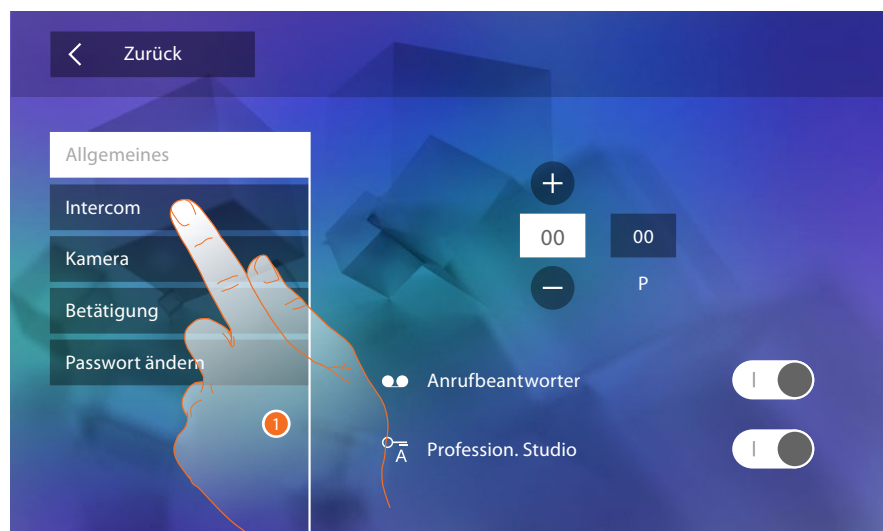 Zurück
Allgemeines
Intercom
Kamera
Betätigung
Passwort ändern
1
00 00
P
Anrufbeantworter
A Profession. Studio